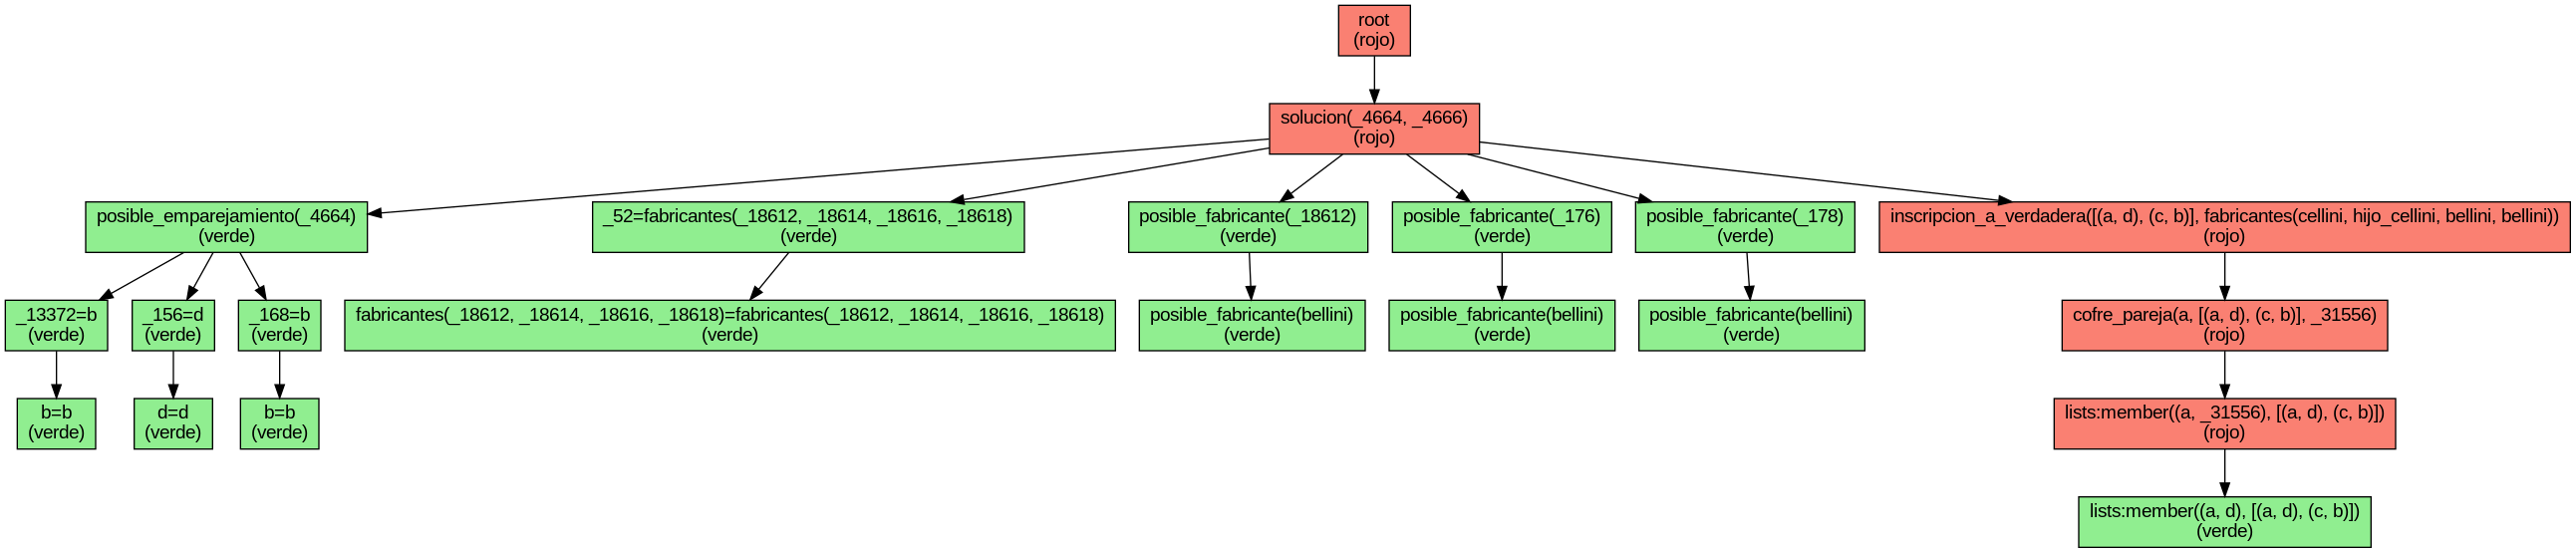 root
(rojo)
solucion(_4664, _4666)
(rojo)
posible_emparejamiento(_4664)
(verde)
_52=fabricantes(_18612, _18614, _18616, _18618)
(verde)
posible_fabricante(_18612)
(verde)
posible_fabricante(_176)
(verde)
posible_fabricante(_178)
(verde)
inscripcion_a_verdadera([(a, d), (c, b)], fabricantes(cellini, hijo_cellini, bellini, bellini))
(rojo)
_13372=b
(verde)
_156=d
(verde)
_168=b
(verde)
fabricantes(_18612, _18614, _18616, _18618)=fabricantes(_18612, _18614, _18616, _18618)
(verde)
posible_fabricante(bellini)
(verde)
posible_fabricante(bellini)
(verde)
posible_fabricante(bellini)
(verde)
cofre_pareja(a, [(a, d), (c, b)], _31556)
(rojo)
b=b
(verde)
d=d
(verde)
b=b
(verde)
lists:member((a, _31556), [(a, d), (c, b)])
(rojo)
lists:member((a, d), [(a, d), (c, b)])
(verde)